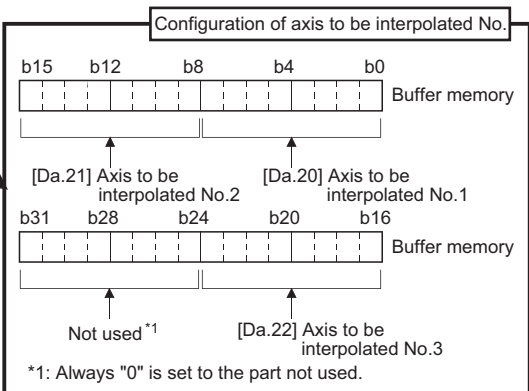 Configuration of axis to be interpolated No.
b15 b12 b8 b4 b0
Buffer memory
[Da.21] Axis to be interpolated No.2
[Da.20] Axis to be interpolated No.1
b31 b28 b24 b20 b16
Buffer memory
Not used*1
[Da.22] Axis to be interpolated No.3
*1: Always "0" is set to the part not used.